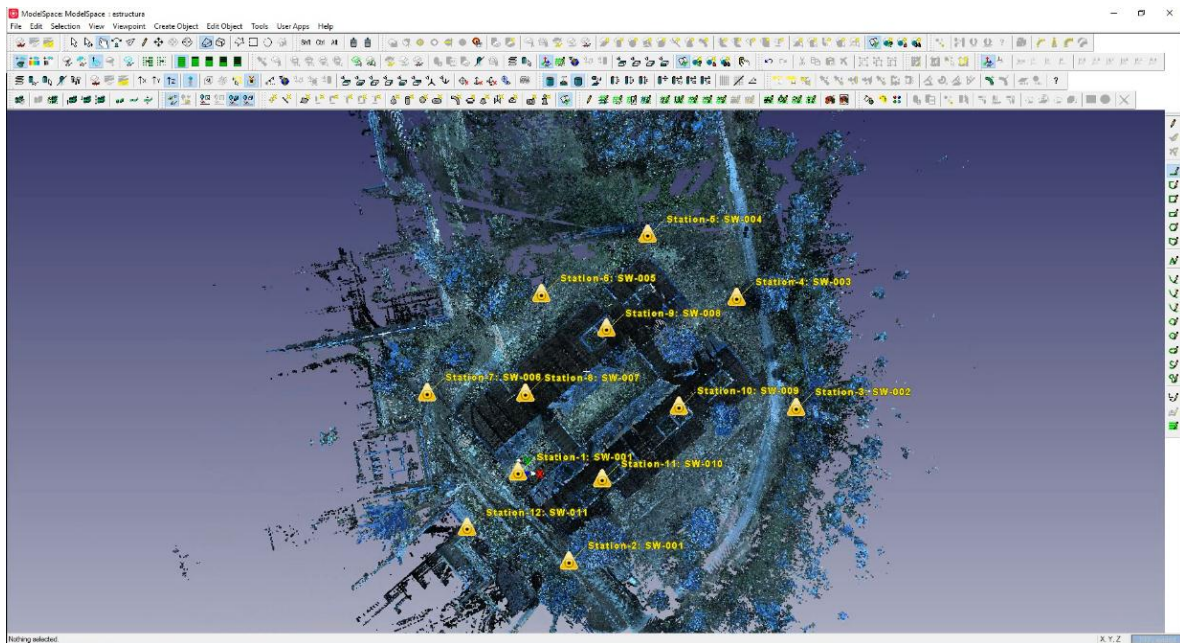 ModelSpace: ModelSpace : estructura
File Edit Selection View Viewpoint Create Object Edit Object Tools User Apps Help
Station-5: SW-004
Station-6: SW-005
Station-4: SW-003
Station-9: SW-008
Station-7: SW-006
Station-8: SW-007
Station-10: SW-009
Station-3: SW-002
Station-1: SW-001
Station-11: SW-010
Station-12: SW-011
Station-2: SW-001
Nothing selected.
X, Y, Z